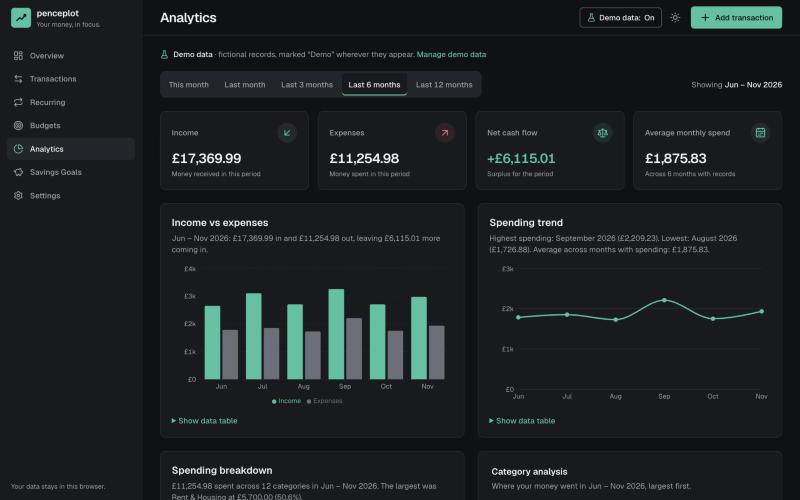 penceplot
Your money, in focus.
Overview
Transactions
Recurring
Budgets
Analytics
Savings Goals
Settings
Your data stays in this browser.
Analytics
Demo data: On
Add transaction
Demo data · fictional records, marked "Demo" wherever they appear. Manage demo data
This month
Last month
Last 3 months
Last 6 months
Last 12 months
Showing Jun – Nov 2026
Income
£17,369.99
Money received in this period
Expenses
£11,254.98
Money spent in this period
Net cash flow
+£6,115.01
Surplus for the period
Average monthly spend
£1,875.83
Across 6 months with records
Income vs expenses
Jun – Nov 2026: £17,369.99 in and £11,254.98 out, leaving £6,115.01 more
coming in.
£4k
£3k
£2k
£1k
£0
Jun
Jul
Aug
Sep
Oct
Nov
Income
Expenses
Show data table
Spending trend
Highest spending: September 2026 (£2,209.23). Lowest: August 2026
(£1,726.88). Average across months with spending: £1,875.83.
£3k
£2k
£1k
£0
Jun
Jul
Aug
Sep
Oct
Nov
Show data table
Spending breakdown
£11,254.98 spent across 12 categories in Jun – Nov 2026. The largest was
Rent & Housing at £5,700.00 (50.6%).
Category analysis
Where your money went in Jun – Nov 2026, largest first.